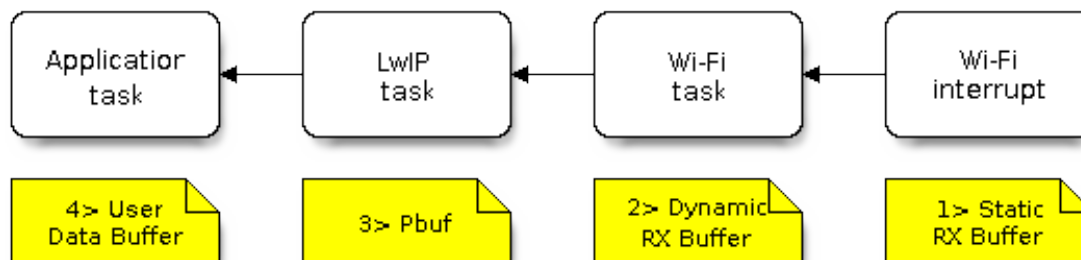 Application
task
LwIP
task
Wi-Fi
task
Wi-Fi
interrupt
4> User
Data Buffer
3> Pbuf
2> Dynamic
RX Buffer
1> Static
RX Buffer